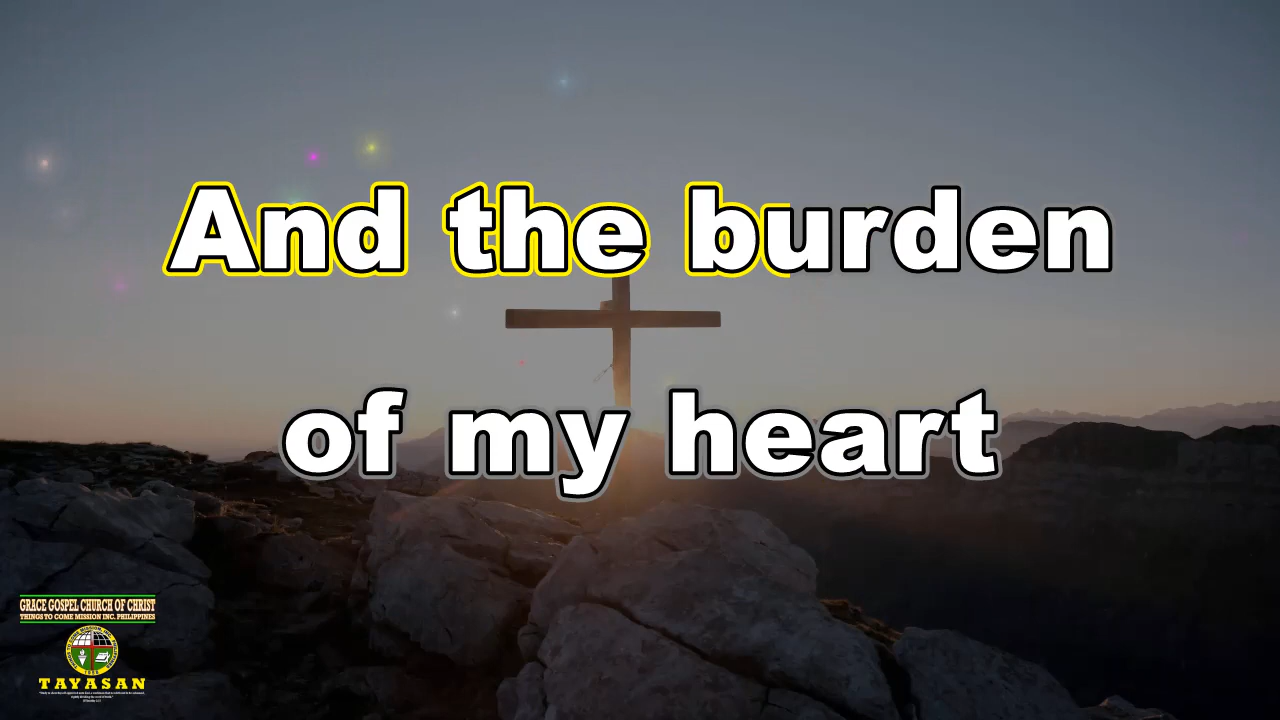 And the burden
of my heart
GRACE GOSPEL CHURCH OF CHRIST
THINGS TO COME MISSION INC. PHILIPPINES
TAYASAN